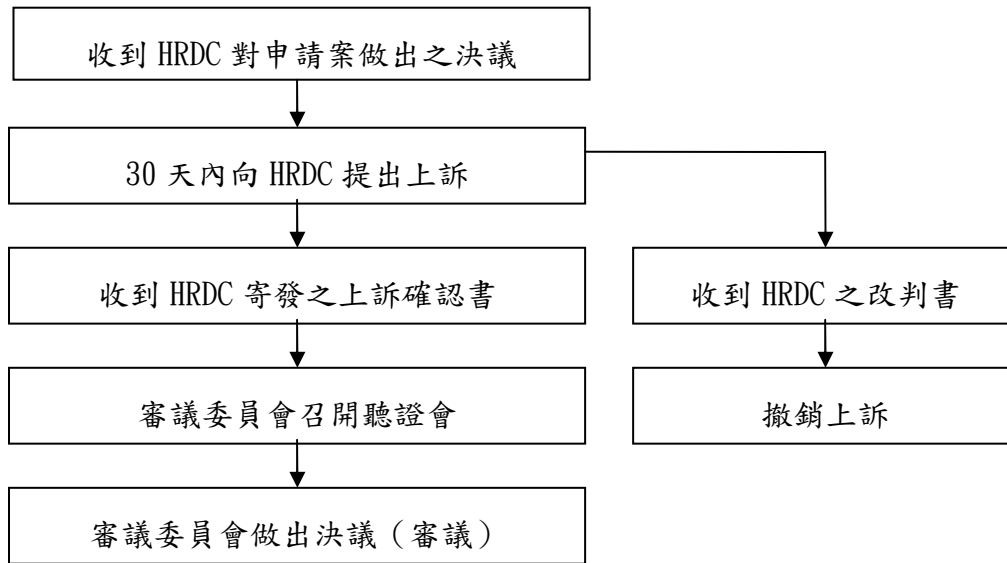 收到 HRDC 對申請案做出之決議
30 天內向 HRDC 提出上訴
收到 HRDC 寄發之上訴確認書
收到 HRDC 之改判書
審議委員會召開聽證會
撤銷上訴
審議委員會做出決議（審議）